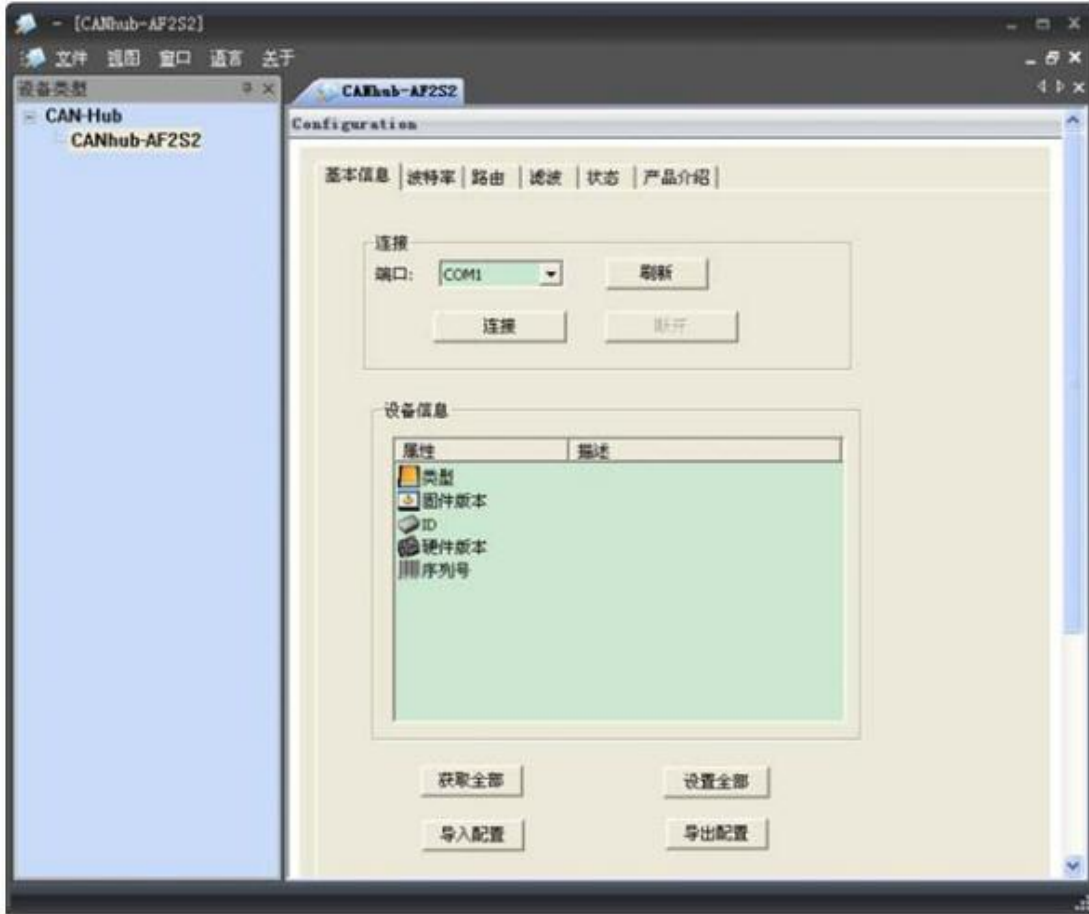 - [CANhub-AF2S2]
文件 视图 窗口 语言 关于
设备类型
CAN-Hub
CANhub-AF2S2
CANhub-AF2S2
Configuration
基本信息 波特率 路由 滤波 状态 产品介绍
连接
端口: COM1 刷新
连接 断开
设备信息
属性 描述
类型
固件版本
ID
硬件版本
序列号
获取全部 设置全部
导入配置 导出配置